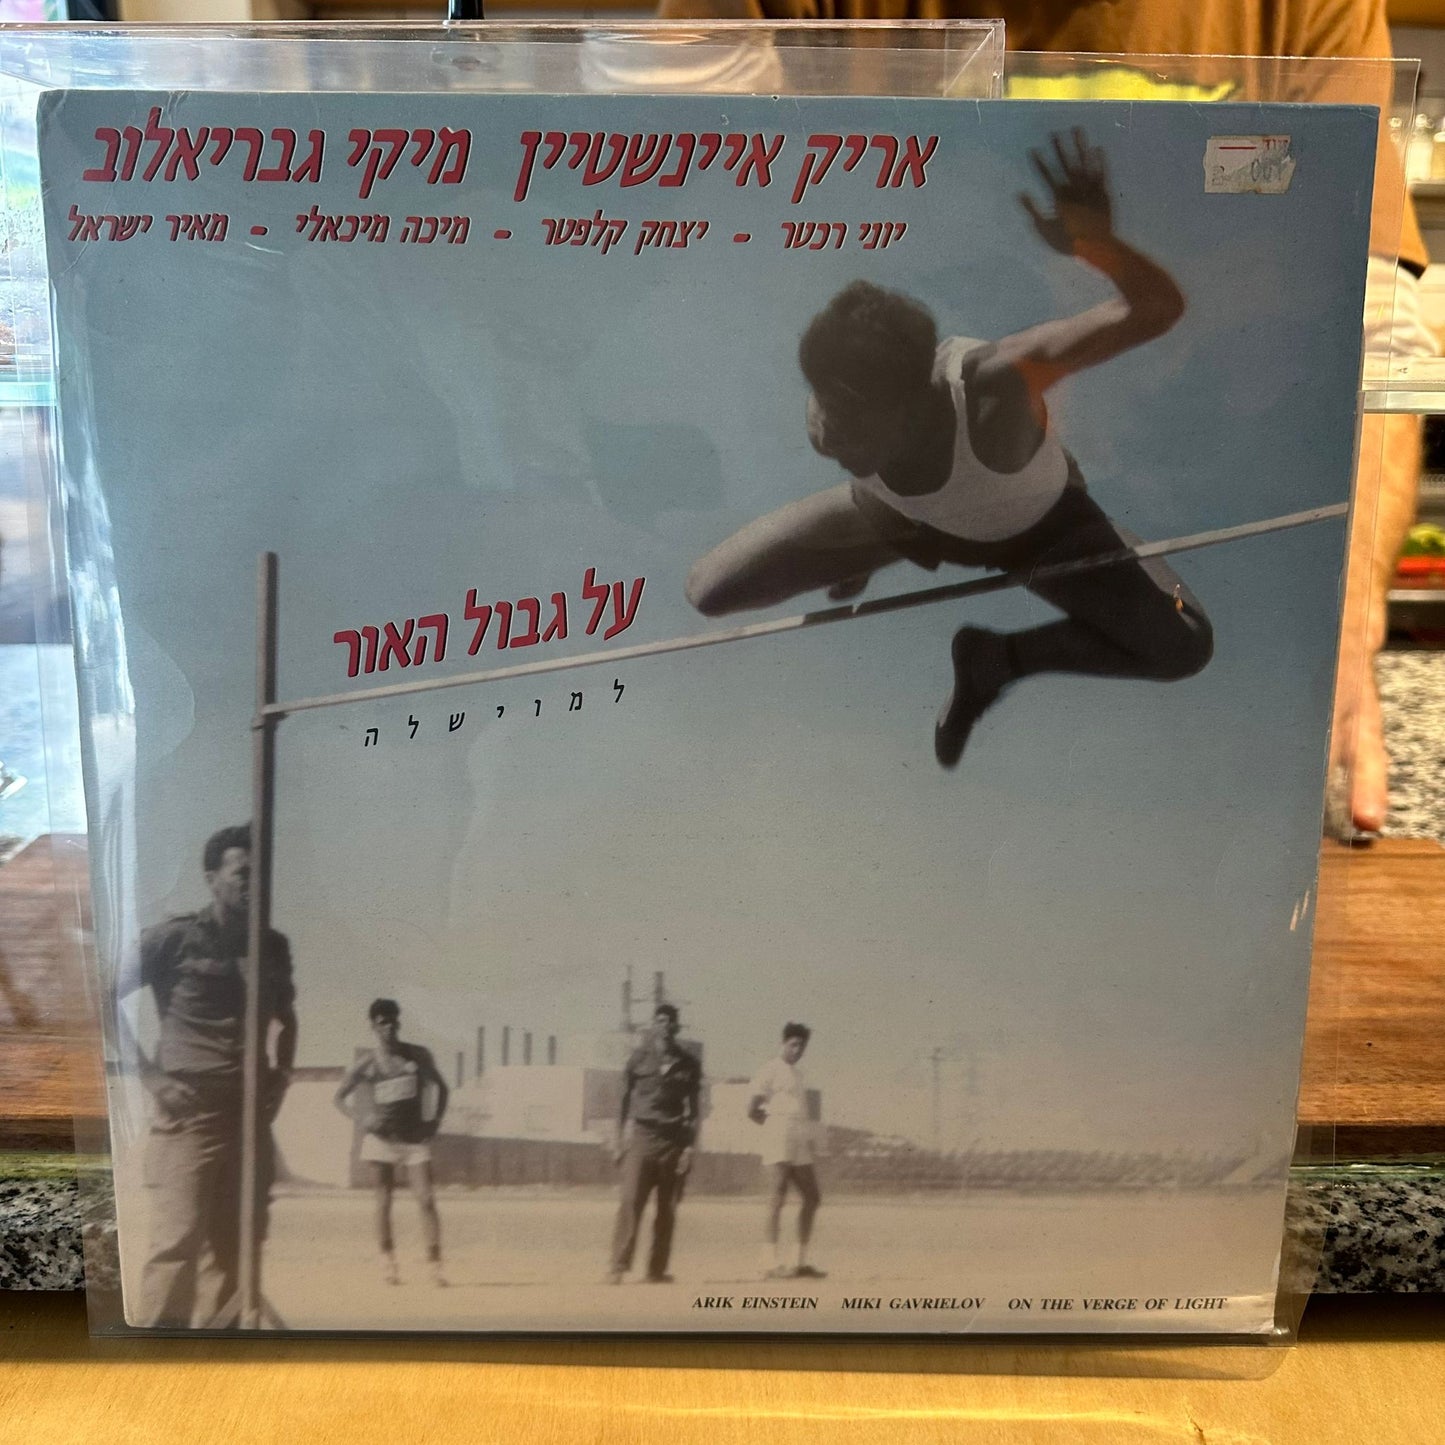 אריק איינשטיין מיקי גבריאלוב
יוני רכטר - יצחק קלפטר - מיכה מיכאלי - מאיר ישראל
על גבול האור
למוישלה
ARIK EINSTEIN MIKI GAVRIELOV ON THE VERGE OF LIGHT